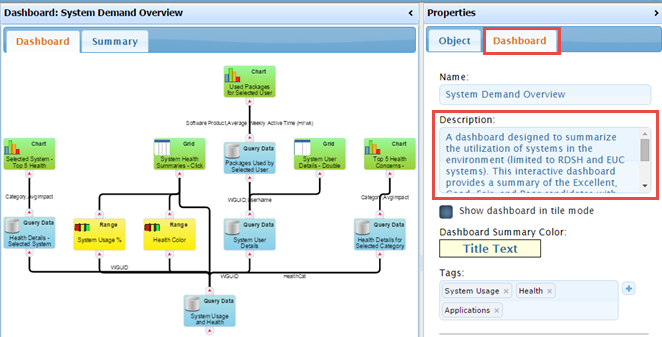 Dashboard: System Demand Overview
Dashboard
Summary
Chart
Used Packages
for Selected User
Software Product,Average Weekly Active Time (Hr/wk)
Chart
Selected System -
Top 5 Health
Grid
System Health
Summaries - Click
Query Data
Packages Used by
Selected User
Grid
System User
Details - Double
Chart
Top 5 Health
Concerns -
Category,AvgImpact
WGUID,Username
Category,AvgImpact
Query Data
Health Details -
Selected System
Range
System Usage %
Range
Health Color
Query Data
System User
Details
Query Data
Health Details for
Selected Category
WGUID
WGUID
HealthCat
Query Data
System Usage
and Health
Properties
Object
Dashboard
Name:
System Demand Overview
Description:
A dashboard designed to summarize
the utilization of systems in the
environment (limited to RDSH and EUC
systems). This interactive dashboard
provides a summary of the Excellent,
Good, Fair, and Poor candidates with
Show dashboard in tile mode
Dashboard Summary Color:
Title Text
Tags:
System Usage ×
Health ×
Applications ×